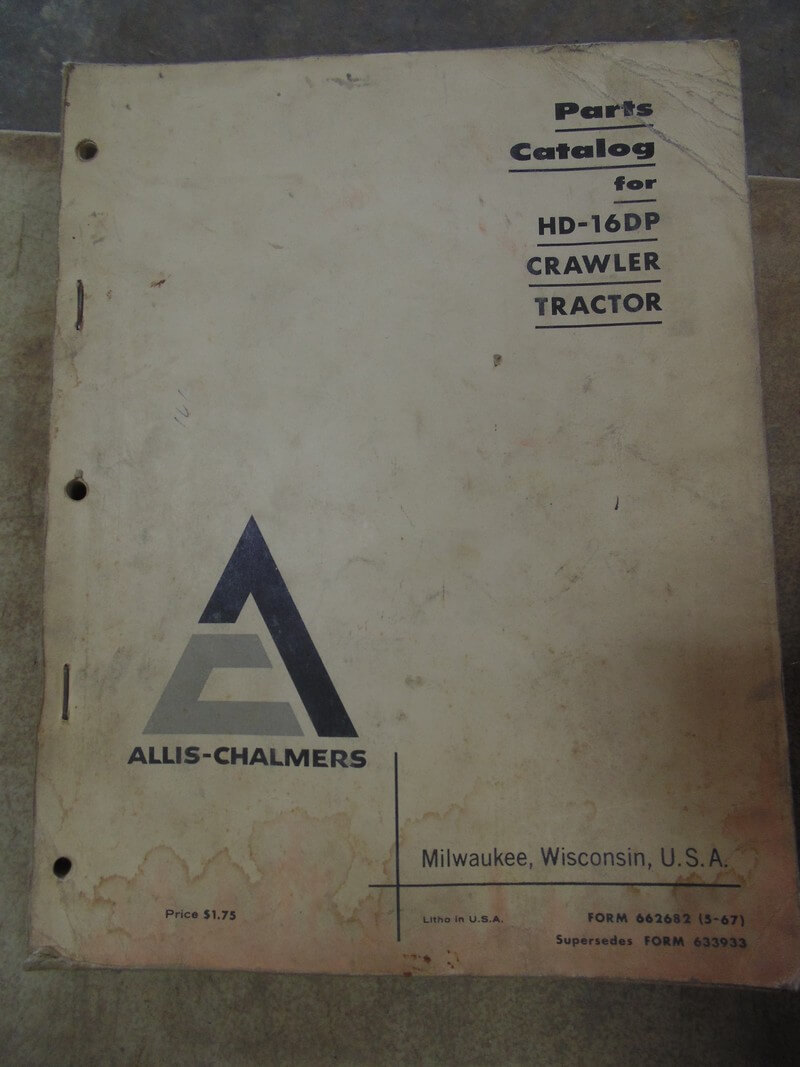 Parts
Catalog
for
HD-16DP
CRAWLER
TRACTOR
ALLIS-CHALMERS
Milwaukee, Wisconsin, U.S.A.
Price $1.75
Litho in U.S.A.
FORM 662682 (5-67)
Supersedes FORM 633933